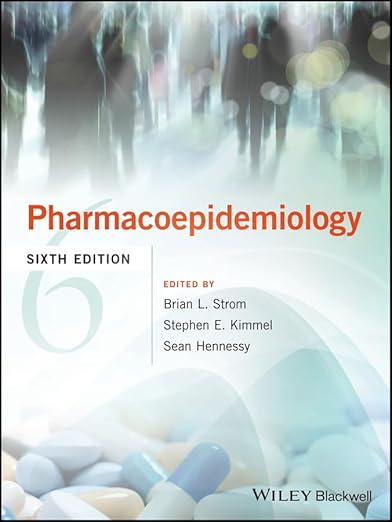 Pharmacoepidemiology
6
SIXTH EDITION
EDITED BY
Brian L. Strom
Stephen E. Kimmel
Sean Hennessy
WILEY Blackwell